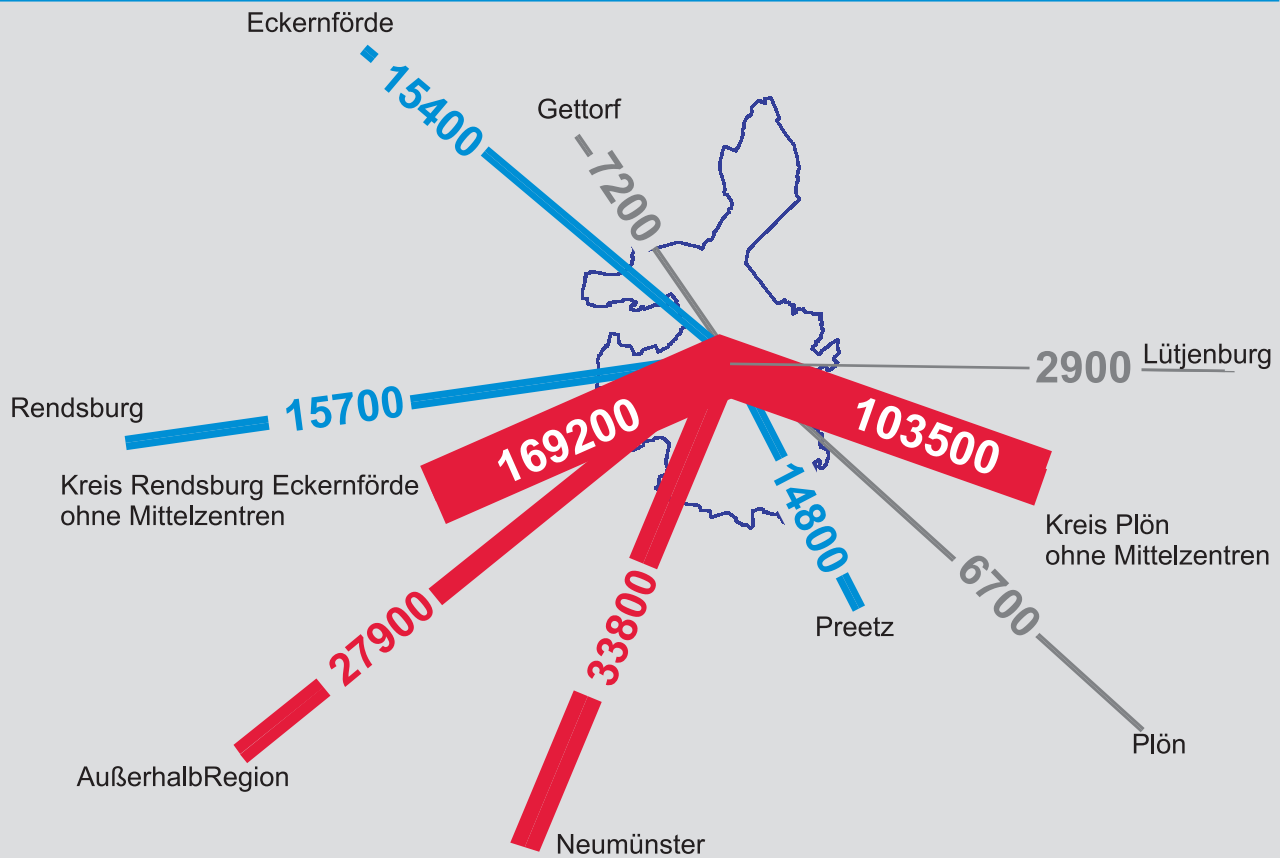 Eckernförde
15400
Gettorf
7200
2900
Lütjenburg
Rendsburg
15700
169200
103500
Kreis Rendsburg Eckernförde
ohne Mittelzentren
14800
Kreis Plön
ohne Mittelzentren
27900
33800
6700
Preetz
Plön
AußerhalbRegion
Neumünster